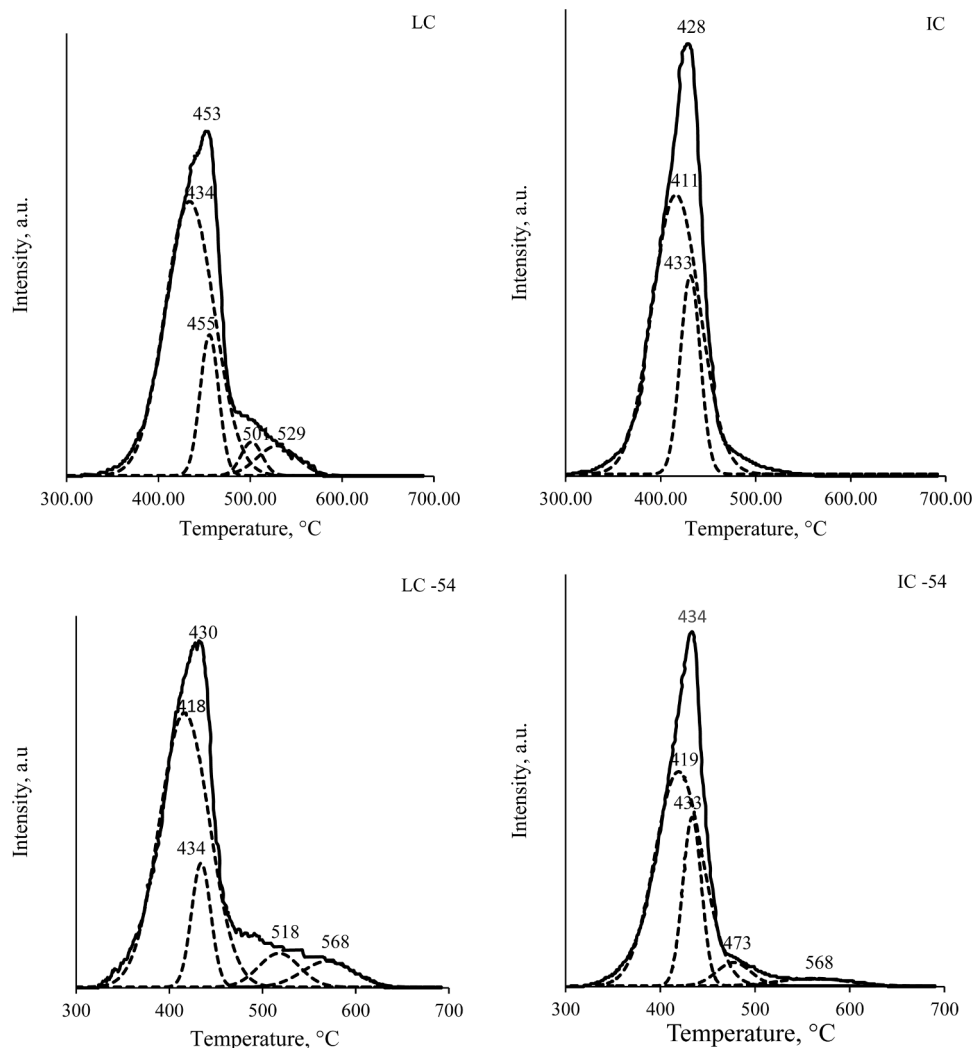 LC
453
434
455
501
529
Intensity, a.u.
300.00 400.00 500.00 600.00 700.00
Temperature, °C
IC
428
411
433
Intensity, a.u.
300.00 400.00 500.00 600.00 700.00
Temperature, °C
LC -54
430
418
434
518
568
Intensity, a.u
300 400 500 600 700
Temperature, °C
IC -54
434
419
433
473
568
Intensity, a.u.
300 400 500 600 700
Temperature, °C